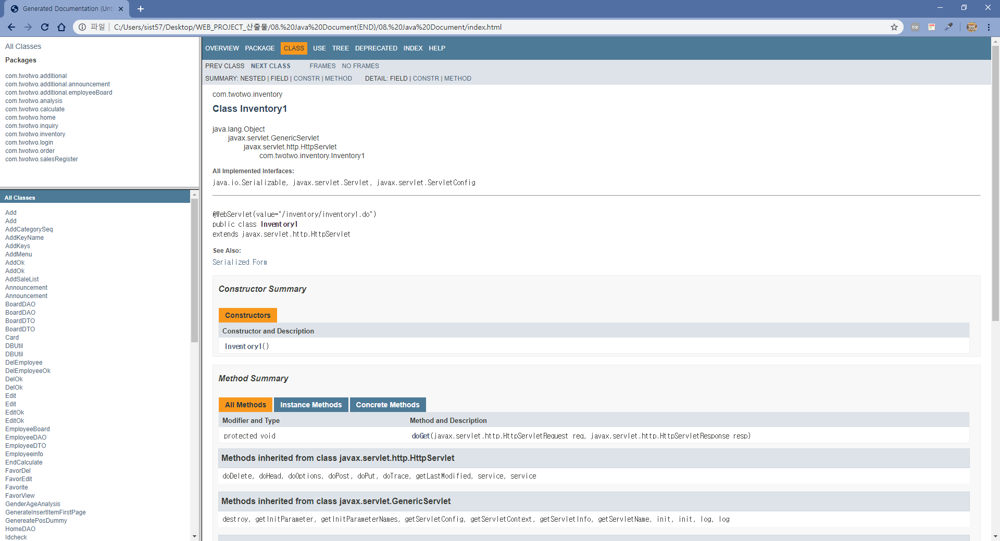 Generated Documentation (Unt
파일 C:/Users/sist57/Desktop/WEB_PROJECT_산출물/08.%20Java%20Document(END)/08.%20Java%20Document/index.html
All Classes
Packages
com.twotwo.additional
com.twotwo.additional.announcement
com.twotwo.additional.employeeBoard
com.twotwo.analysis
com.twotwo.calculate
com.twotwo.home
com.twotwo.inquiry
com.twotwo.inventory
com.twotwo.login
com.twotwo.order
com.twotwo.salesRegister
All Classes
Add
Add
AddCategorySeq
AddKeyName
AddKeys
AddMenu
AddOk
AddOk
AddSaleList
Announcement
Announcement
BoardDAO
BoardDAO
BoardDTO
BoardDTO
Card
DBUtil
DBUtil
DelEmployee
DelEmployeeOk
DelOk
DelOk
Edit
Edit
EditOk
EditOk
EmployeeBoard
EmployeeDAO
EmployeeDTO
Employeeinfo
EndCalculate
FavorDel
FavorEdit
Favorite
FavorView
GenderAgeAnalysis
GenerateInsertItemFirstPage
GenereatePosDummy
HomeDAO
Idcheck
OVERVIEW PACKAGE CLASS USE TREE DEPRECATED INDEX HELP
PREV CLASS NEXT CLASS FRAMES NO FRAMES
SUMMARY: NESTED | FIELD | CONSTR | METHOD DETAIL: FIELD | CONSTR | METHOD
com.twotwo.inventory
Class Inventory1
java.lang.Object
javax.servlet.GenericServlet
javax.servlet.http.HttpServlet
com.twotwo.inventory.Inventory1
All Implemented Interfaces:
java.io.Serializable, javax.servlet.Servlet, javax.servlet.ServletConfig
@WebServlet(value="/inventory/inventory1.do")
public class Inventory1
extends javax.servlet.http.HttpServlet
See Also:
Serialized Form
Constructor Summary
Constructors
Constructor and Description
Inventory1()
Method Summary
All Methods Instance Methods Concrete Methods
Modifier and Type Method and Description
protected void doGet(javax.servlet.http.HttpServletRequest req, javax.servlet.http.HttpServletResponse resp)
Methods inherited from class javax.servlet.http.HttpServlet
doDelete, doHead, doOptions, doPost, doPut, doTrace, getLastModified, service, service
Methods inherited from class javax.servlet.GenericServlet
destroy, getInitParameter, getInitParameterNames, getServletConfig, getServletContext, getServletInfo, getServletName, init, init, log, log